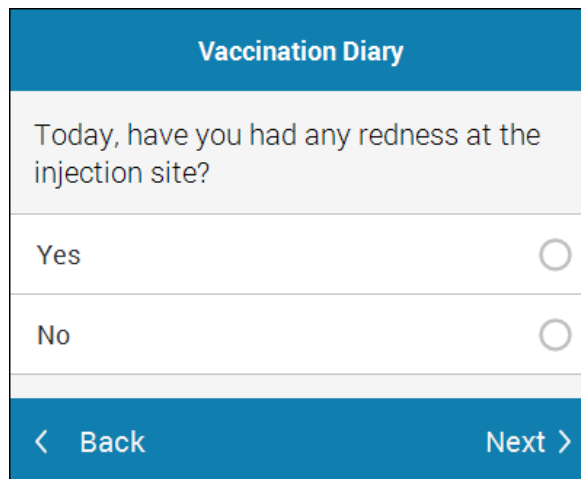 Vaccination Diary
Today, have you had any redness at the
injection site?
Yes
No
Back
Next